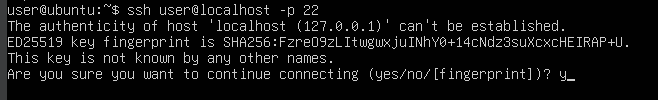 user@ubuntu:~$ ssh user@localhost -p 22
The authenticity of host 'localhost (127.0.0.1)' can't be established.
ED25519 key fingerprint is SHA256:FzreO9zLItwgwxjuINhY0+14cNdz3suXcxcHEIRAP+U.
This key is not known by any other names.
Are you sure you want to continue connecting (yes/no/[fingerprint])? y_